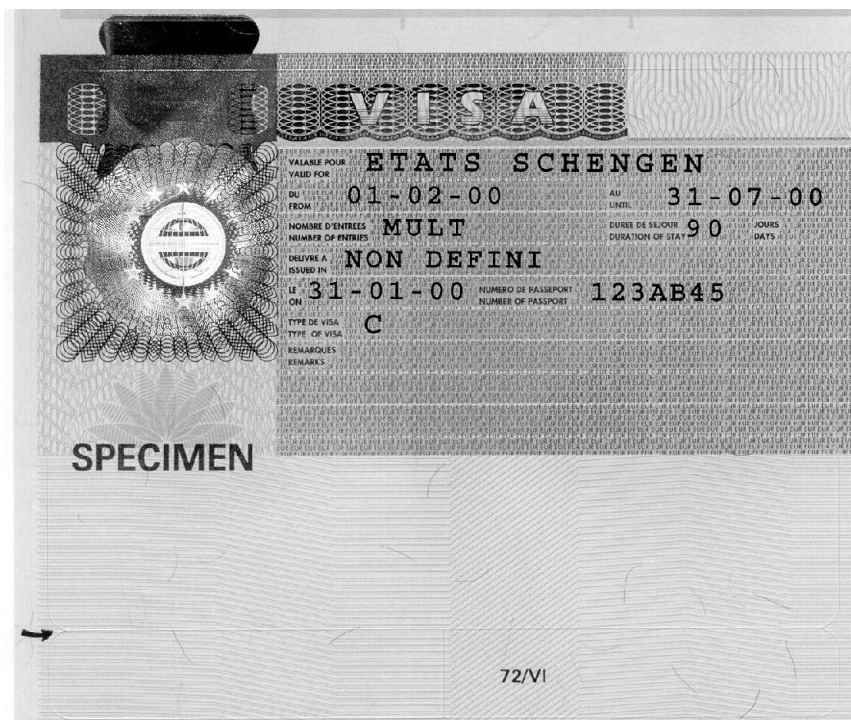 VISA
VALABLE POUR ETATS SCHENGEN
VALID FOR
DU 01-02-00 AU 31-07-00
FROM UNTIL
NOMBRE D'ENTREES MULT DUREE DE SEJOUR 90 JOURS
NUMBER OF ENTRIES DURATION OF STAY DAYS
DELIVRE A NON DEFINI
ISSUED IN
LE 31-01-00 NUMERO DE PASSEPORT 123AB45
ON NUMBER OF PASSPORT
TYPE DE VISA C
TYPE OF VISA
REMARQUES
REMARKS
SPECIMEN
72/VI